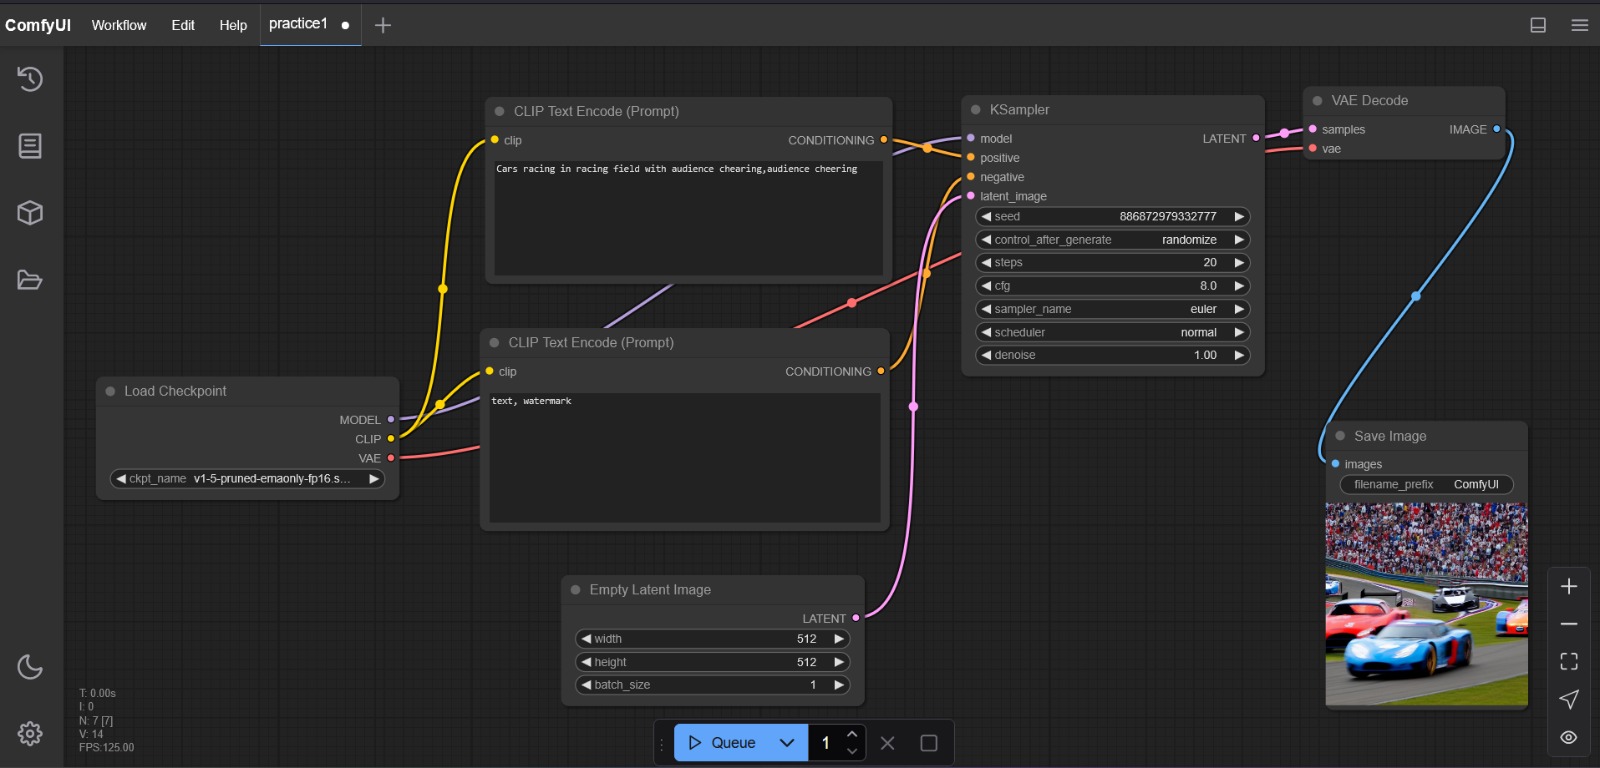 ComfyUI Workflow Edit Help practice1
CLIP Text Encode (Prompt)
clip CONDITIONING
Cars racing in racing field with audience chearing,audience cheering
CLIP Text Encode (Prompt)
clip CONDITIONING
text, watermark
Load Checkpoint
MODEL
CLIP
VAE
ckpt_name v1-5-pruned-emaonly-fp16.s...
Empty Latent Image
LATENT
width 512
height 512
batch_size 1
KSampler
model LATENT
positive
negative
latent_image
seed 886872979332777
control_after_generate randomize
steps 20
cfg 8.0
sampler_name euler
scheduler normal
denoise 1.00
VAE Decode
samples IMAGE
vae
Save Image
images
filename_prefix ComfyUI
T: 0.00s
I: 0
N: 7 [7]
V: 14
FPS:125.00
Queue 1